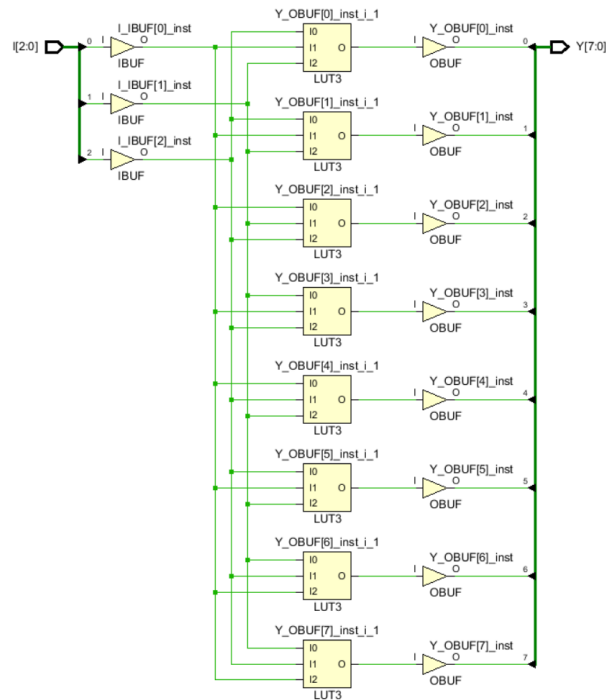 I[2:0]
I_IBUF[0]_inst
0 I O
IBUF
I_IBUF[1]_inst
1 I O
IBUF
I_IBUF[2]_inst
2 I O
IBUF
Y_OBUF[0]_inst_i_1
I0
I1 O
I2
LUT3
Y_OBUF[0]_inst
I O 0
OBUF
Y[7:0]
Y_OBUF[1]_inst_i_1
I0
I1 O
I2
LUT3
Y_OBUF[1]_inst
I O 1
OBUF
Y_OBUF[2]_inst_i_1
I0
I1 O
I2
LUT3
Y_OBUF[2]_inst
I O 2
OBUF
Y_OBUF[3]_inst_i_1
I0
I1 O
I2
LUT3
Y_OBUF[3]_inst
I O 3
OBUF
Y_OBUF[4]_inst_i_1
I0
I1 O
I2
LUT3
Y_OBUF[4]_inst
I O 4
OBUF
Y_OBUF[5]_inst_i_1
I0
I1 O
I2
LUT3
Y_OBUF[5]_inst
I O 5
OBUF
Y_OBUF[6]_inst_i_1
I0
I1 O
I2
LUT3
Y_OBUF[6]_inst
I O 6
OBUF
Y_OBUF[7]_inst_i_1
I0
I1 O
I2
LUT3
Y_OBUF[7]_inst
I O 7
OBUF